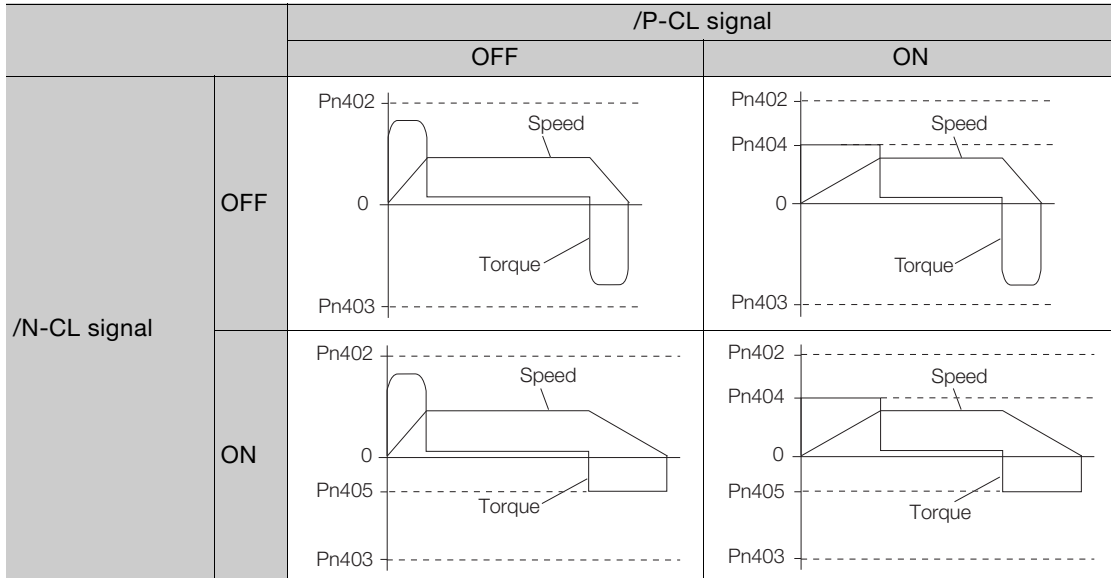 /P-CL signal
OFF
ON
/N-CL signal
OFF
Pn402
Speed
0
Torque
Pn403
Pn402
Speed
Pn404
0
Torque
Pn403
ON
Pn402
Speed
0
Pn405
Torque
Pn403
Pn402
Speed
Pn404
0
Pn405
Torque
Pn403